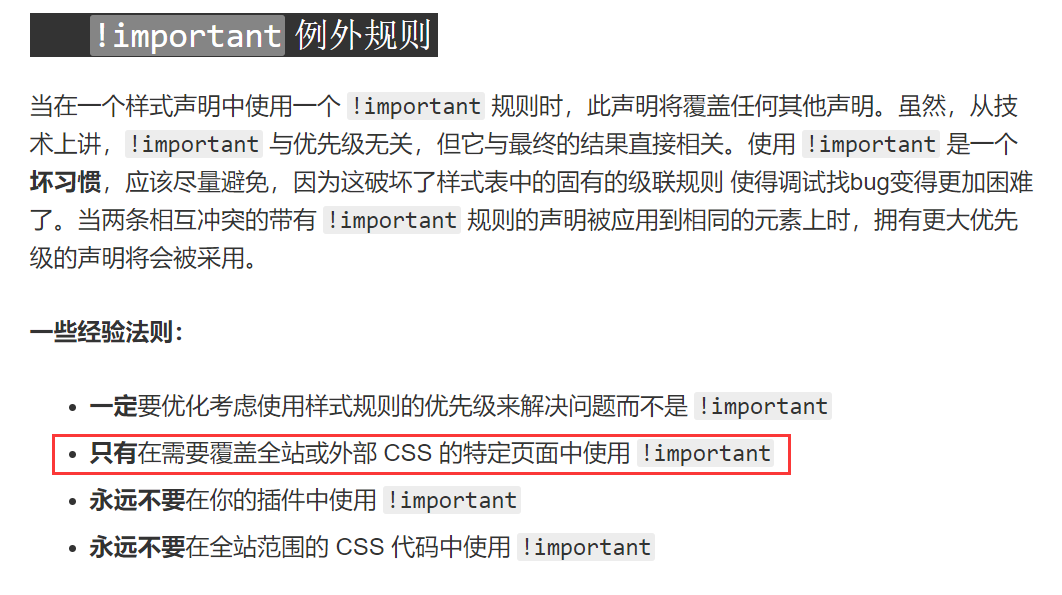 !important 例外规则
当在一个样式声明中使用一个 !important 规则时，此声明将覆盖任何其他声明。虽然，从技
术上讲，!important 与优先级无关，但它与最终的结果直接相关。使用 !important 是一个
坏习惯，应该尽量避免，因为这破坏了样式表中的固有的级联规则 使得调试找bug变得更加困难
了。当两条相互冲突的带有 !important 规则的声明被应用到相同的元素上时，拥有更大优先
级的声明将会被采用。
一些经验法则：
• 一定要优化考虑使用样式规则的优先级来解决问题而不是 !important
• 只有在需要覆盖全站或外部 CSS 的特定页面中使用 !important
• 永远不要在你的插件中使用 !important
• 永远不要在全站范围的 CSS 代码中使用 !important